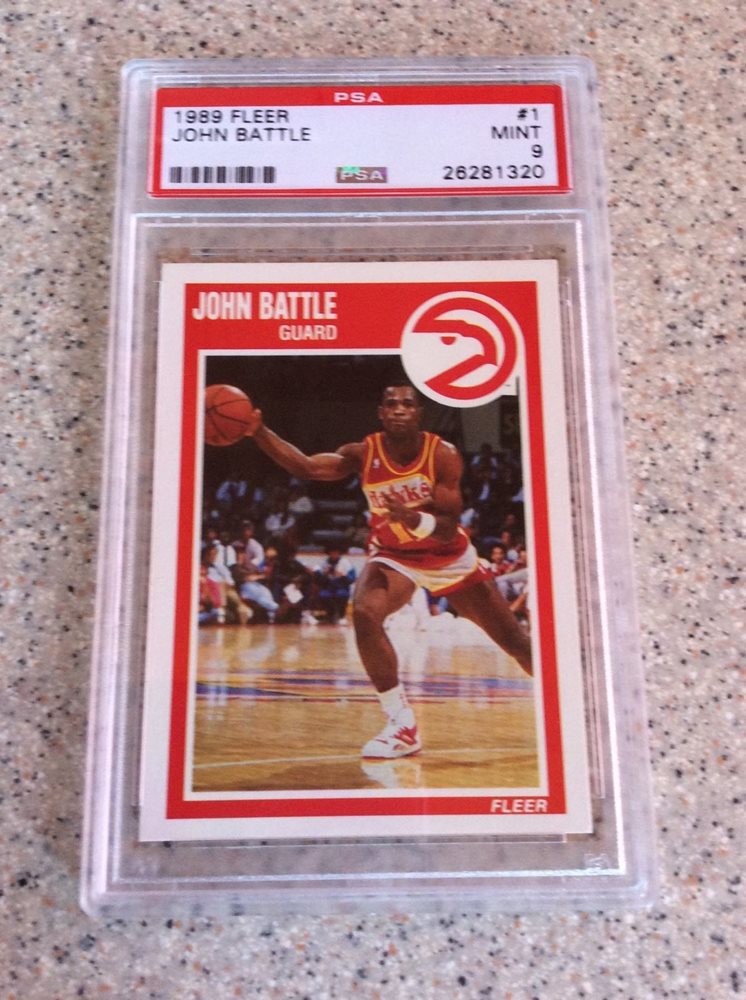 PSA
1989 FLEER #1
JOHN BATTLE MINT
9
PSA 26281320
JOHN BATTLE
GUARD
Hawks
FLEER